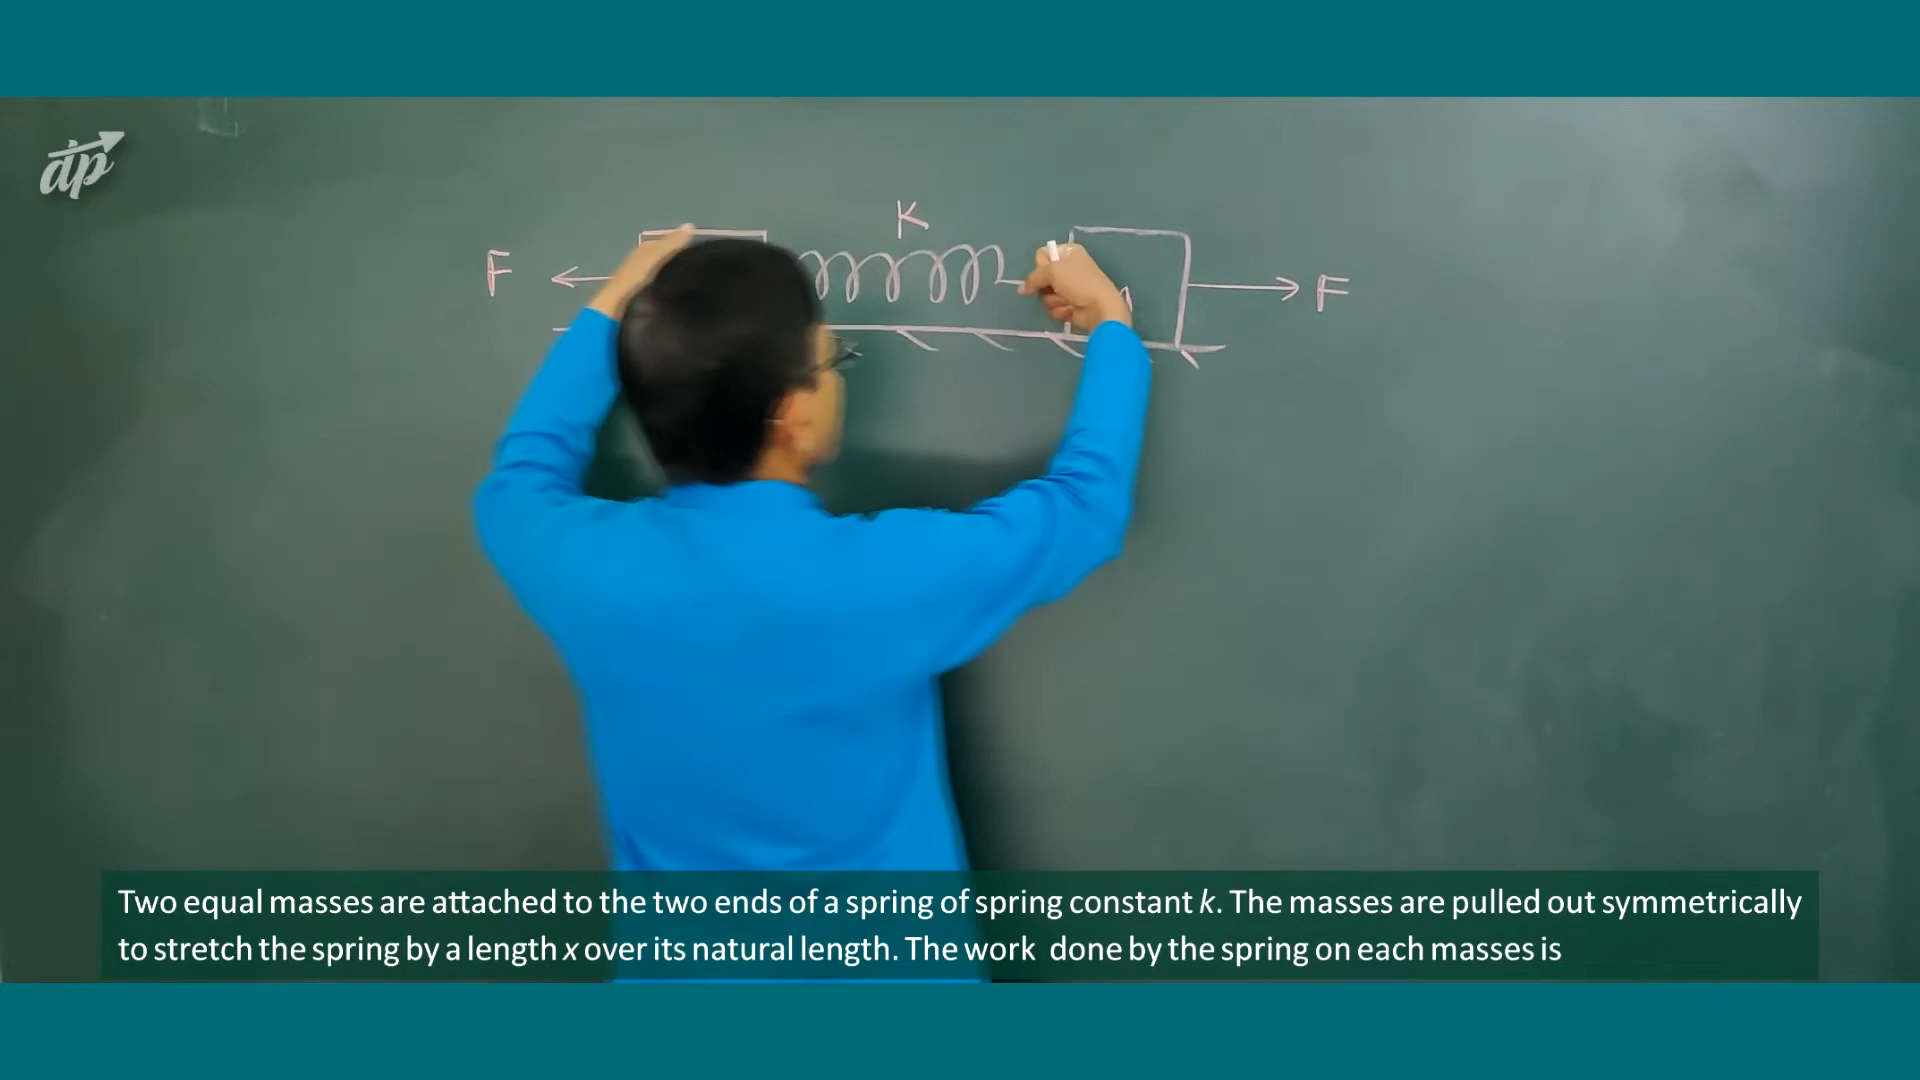 dp
K
F
F
Two equal masses are attached to the two ends of a spring of spring constant k. The masses are pulled out symmetrically
to stretch the spring by a length x over its natural length. The work done by the spring on each masses is